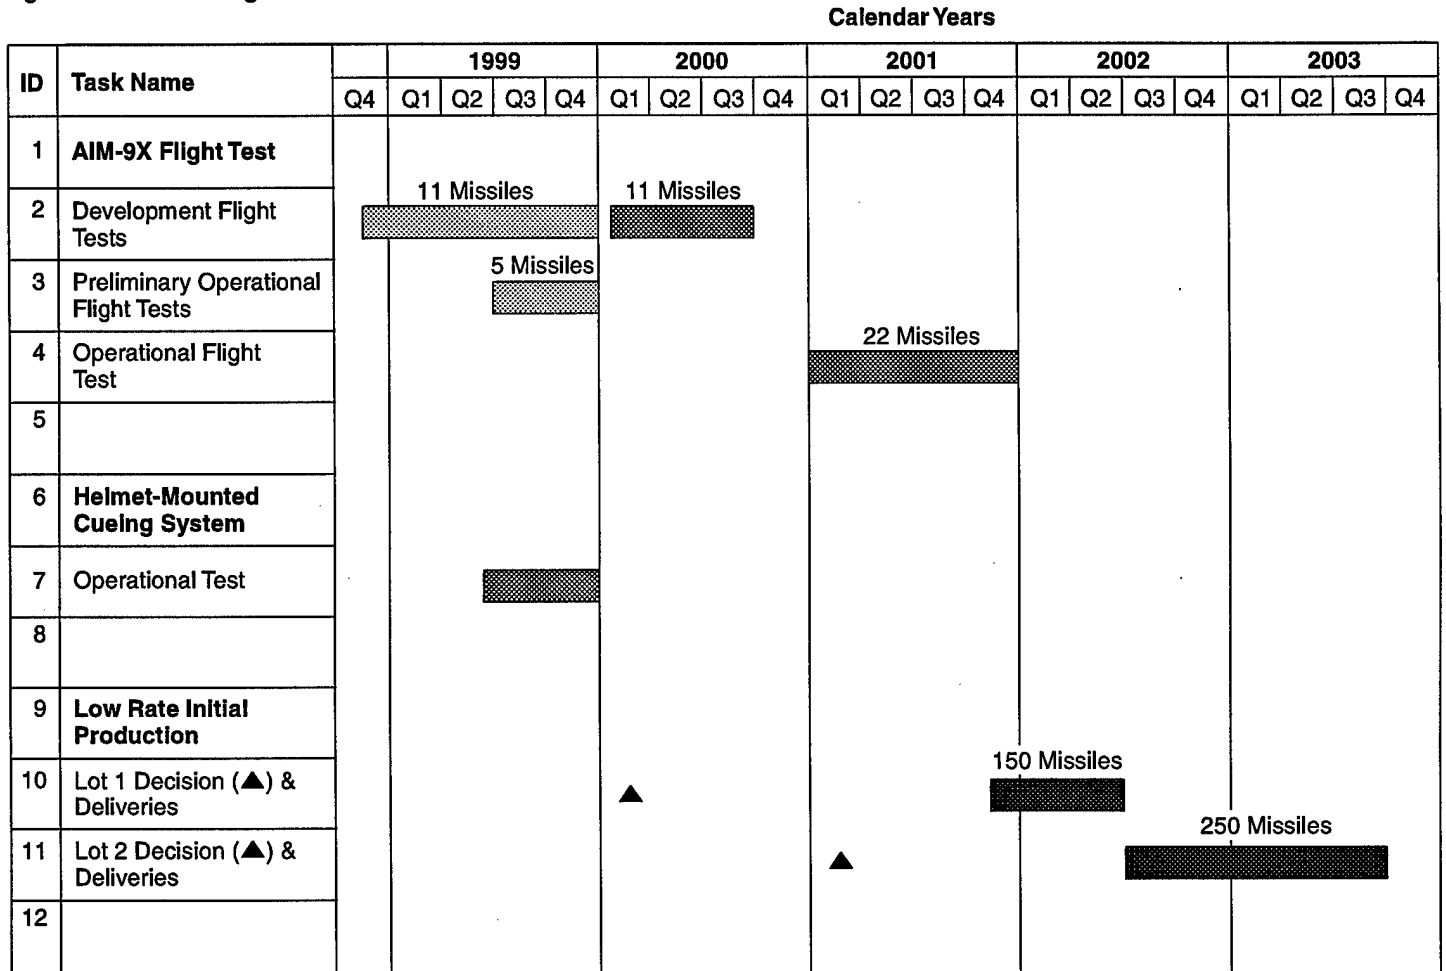 Calendar Years
ID Task Name 1999 2000 2001 2002 2003
Q4 Q1 Q2 Q3 Q4 Q1 Q2 Q3 Q4 Q1 Q2 Q3 Q4 Q1 Q2 Q3 Q4 Q1 Q2 Q3 Q4
1 AIM-9X Flight Test
11 Missiles 11 Missiles
2 Development Flight
Tests
5 Missiles
3 Preliminary Operational
Flight Tests
22 Missiles
4 Operational Flight
Test
5
6 Helmet-Mounted
Cueing System
7 Operational Test
8
9 Low Rate Initial
Production
150 Missiles
10 Lot 1 Decision (▲) &
Deliveries
250 Missiles
11 Lot 2 Decision (▲) &
Deliveries
12